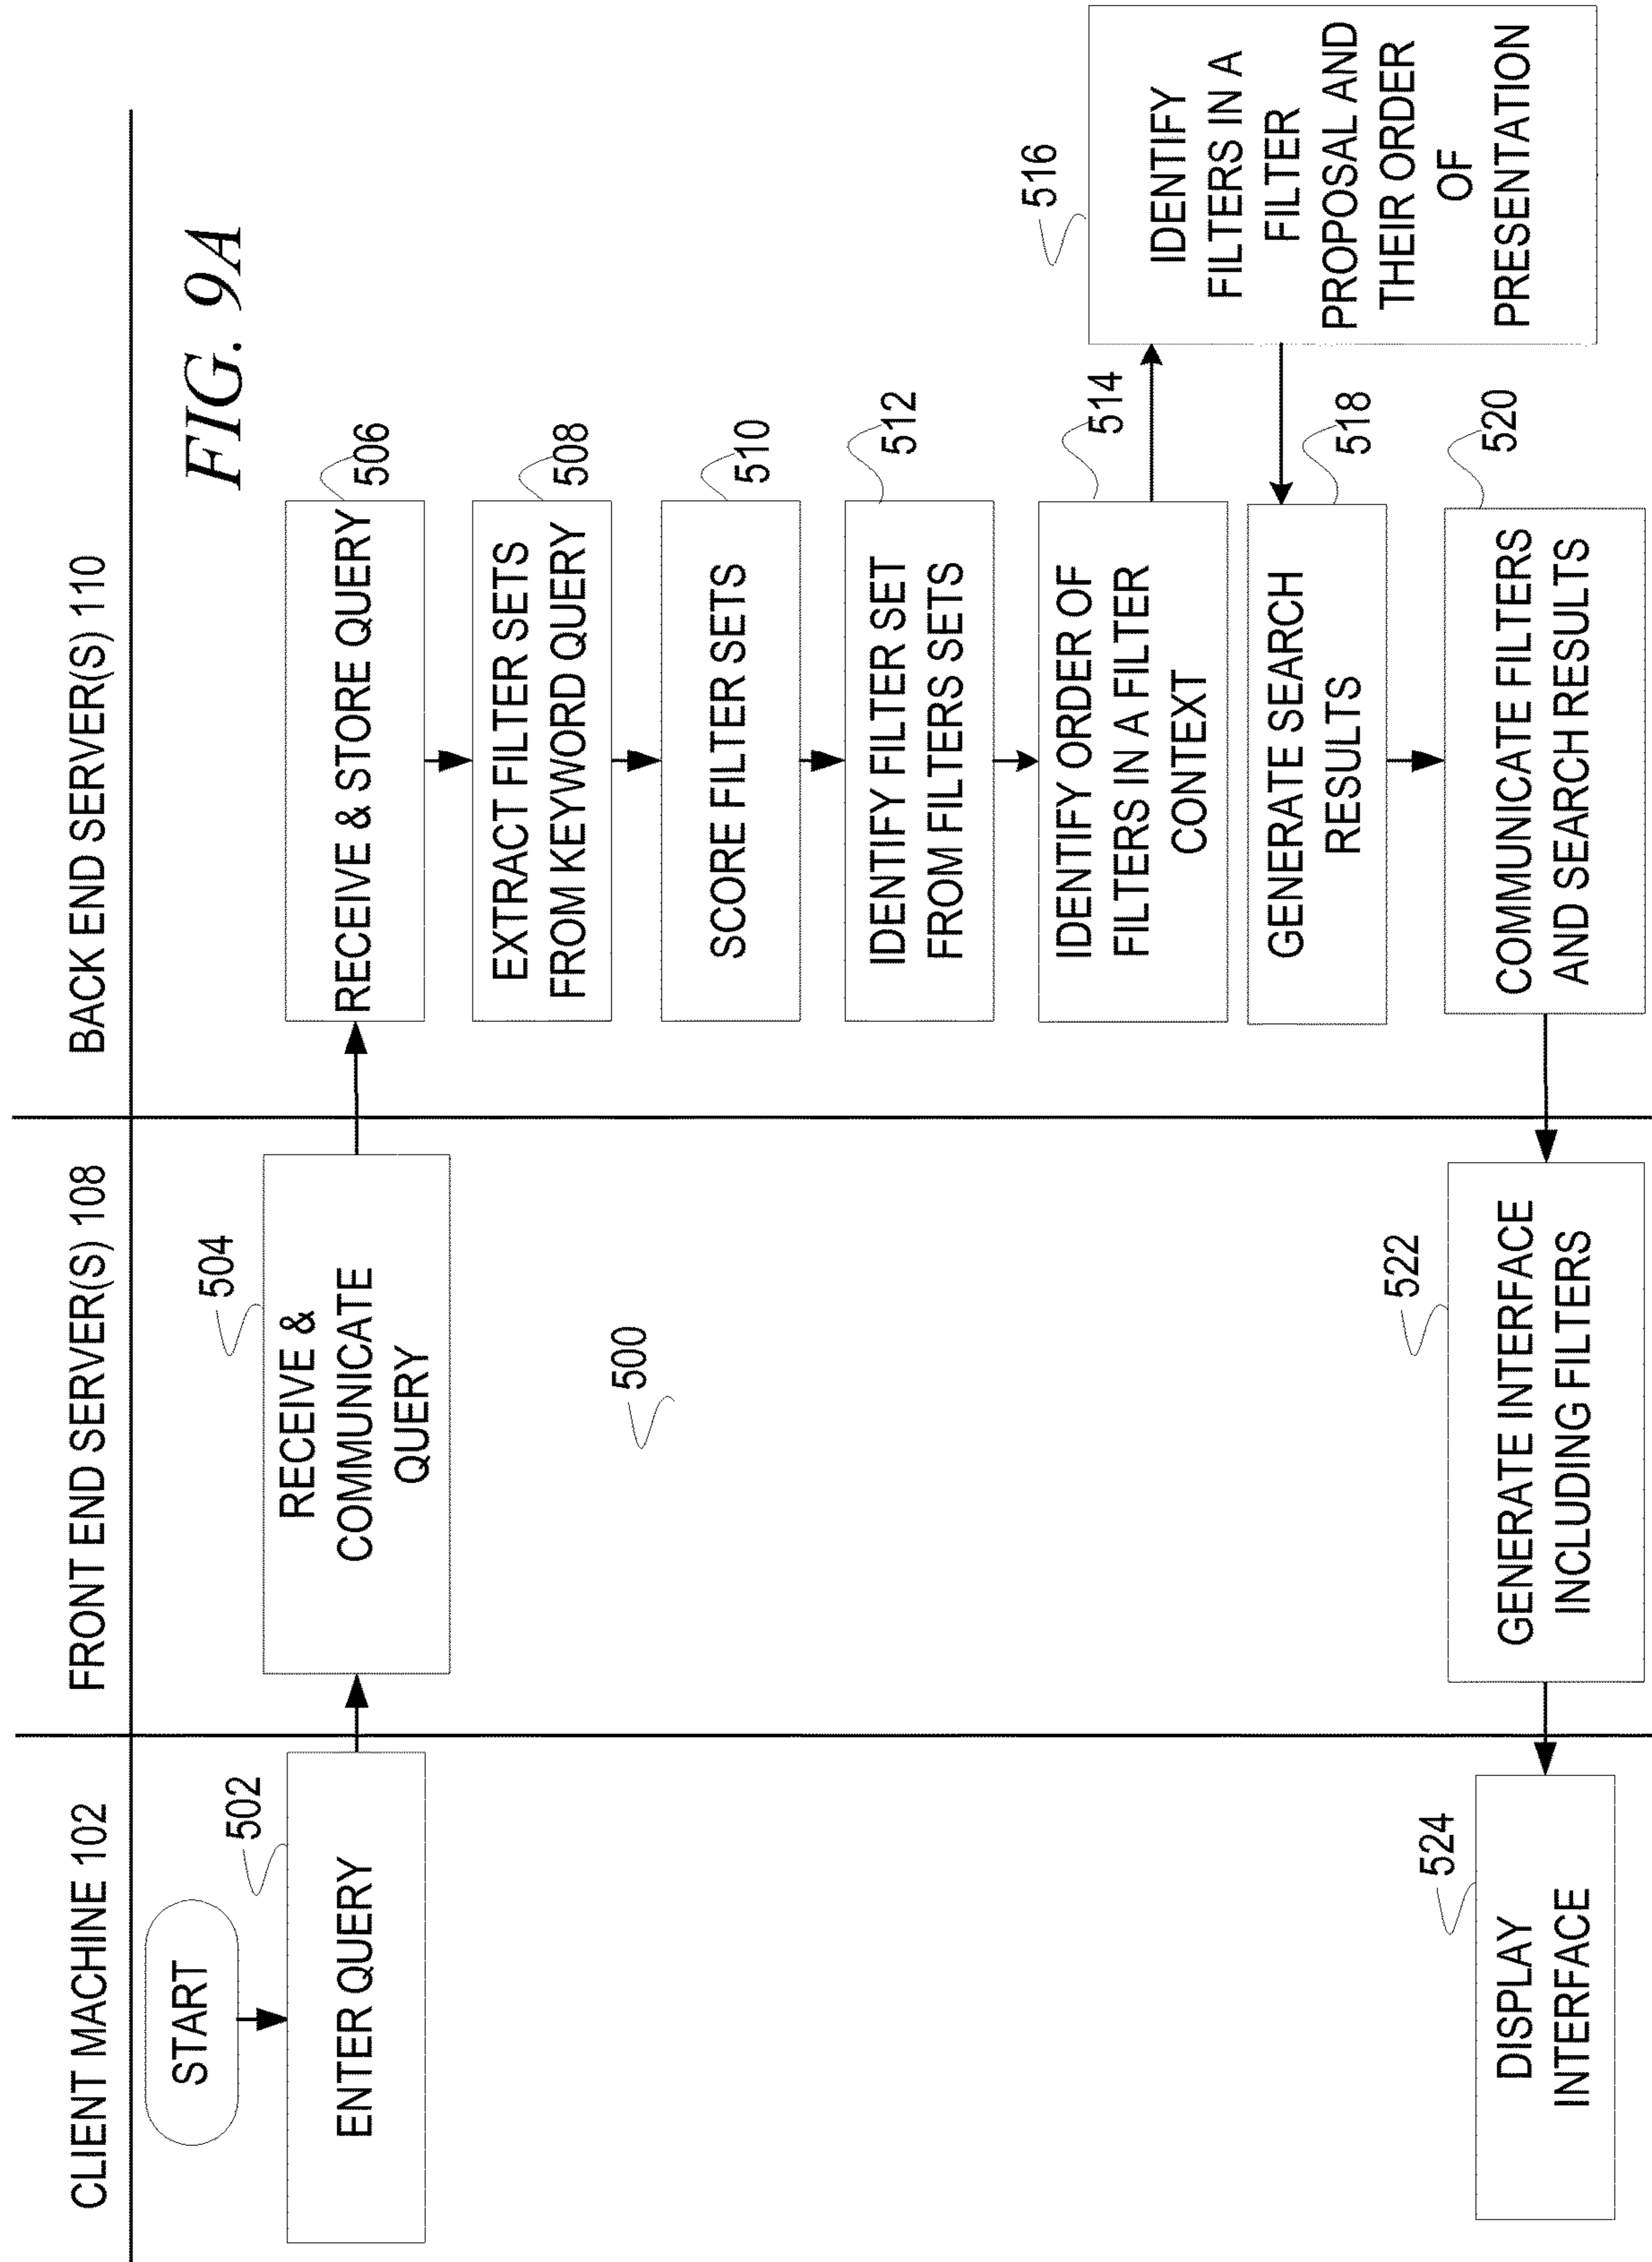 FIG. 9A
CLIENT MACHINE 102
FRONT END SERVER(S) 108
BACK END SERVER(S) 110
START
502
ENTER QUERY
504
RECEIVE &
COMMUNICATE
QUERY
506
RECEIVE & STORE QUERY
508
EXTRACT FILTER SETS
FROM KEYWORD QUERY
500
510
SCORE FILTER SETS
512
IDENTIFY FILTER SET
FROM FILTERS SETS
514
IDENTIFY ORDER OF
FILTERS IN A FILTER
CONTEXT
516
IDENTIFY
FILTERS IN A
FILTER
PROPOSAL AND
THEIR ORDER
OF
PRESENTATION
518
GENERATE SEARCH
RESULTS
520
COMMUNICATE FILTERS
AND SEARCH RESULTS
522
GENERATE INTERFACE
INCLUDING FILTERS
524
DISPLAY
INTERFACE